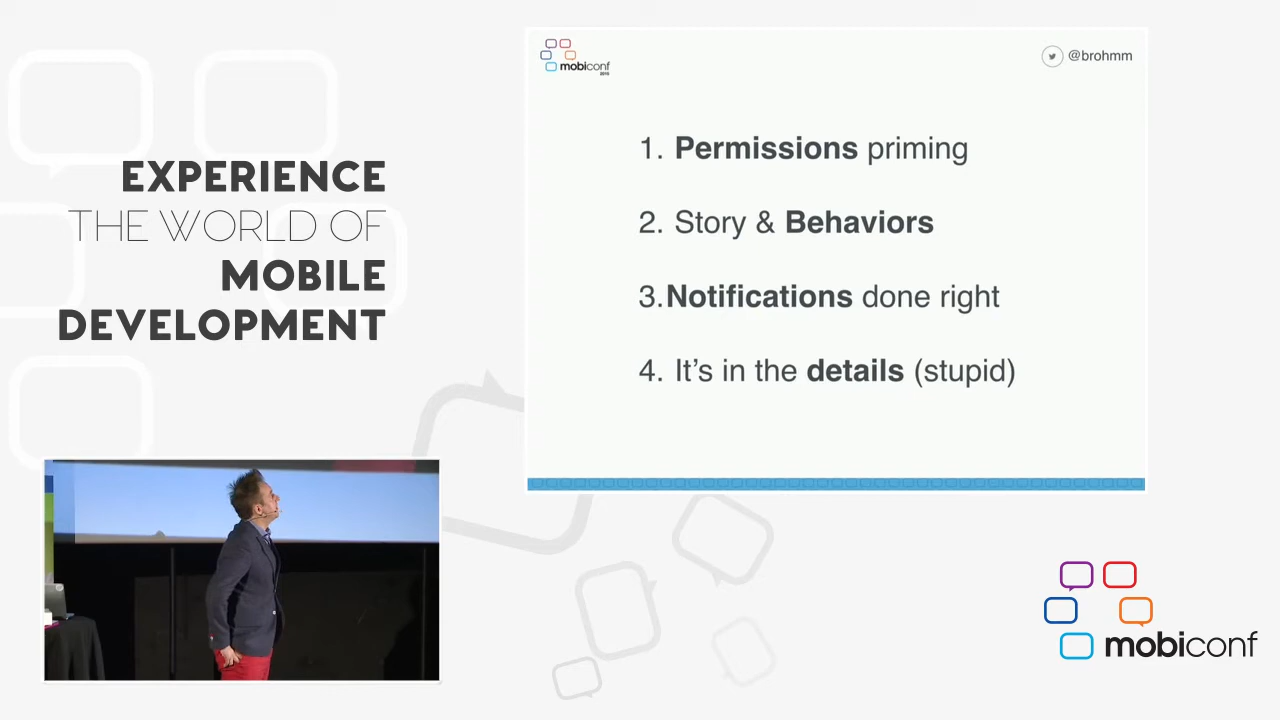 EXPERIENCE
THE WORLD OF
MOBILE
DEVELOPMENT
mobiconf
@brohmm
1. Permissions priming
2. Story & Behaviors
3.Notifications done right
4. It's in the details (stupid)
mobiconf